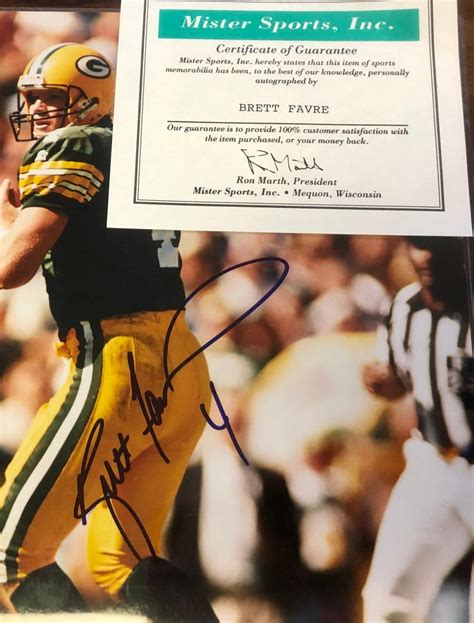 Mister Sports, Inc.
Certificate of Guarantee
Mister Sports, Inc. hereby states that this item of sports
memorabilia has been, to the best of our knowledge, personally
autographed by
BRETT FAVRE
Our guarantee is to provide 100% customer satisfaction with
the item purchased, or your money back.
Ron Marth, President
Mister Sports, Inc. • Mequon, Wisconsin
G
Brett Favre
4